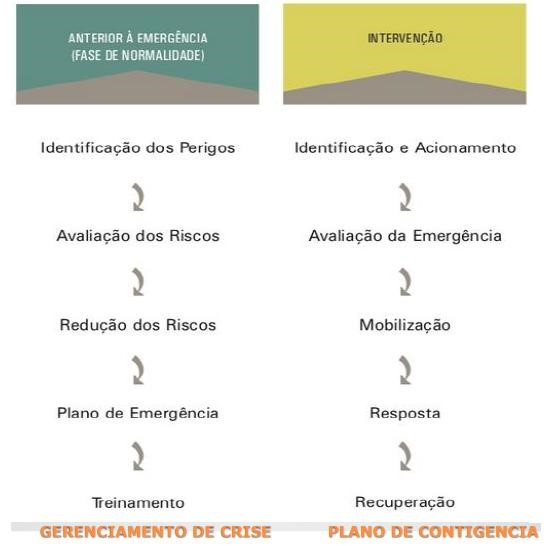 ANTERIOR À EMERGÊNCIA
(FASE DE NORMALIDADE)
Identificação dos Perigos
Avaliação dos Riscos
Redução dos Riscos
Plano de Emergência
Treinamento
GERENCIAMENTO DE CRISE
INTERVENÇÃO
Identificação e Acionamento
Avaliação da Emergência
Mobilização
Resposta
Recuperação
PLANO DE CONTIGENCIA